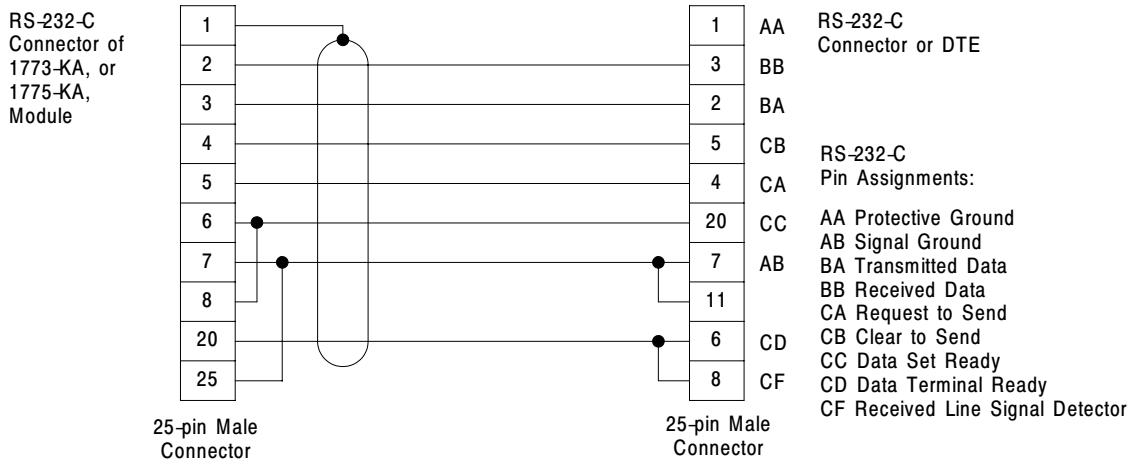 RS-232-C
Connector of
1773-KA, or
1775-KA,
Module
1
2
3
4
5
6
7
8
20
25
25-pin Male
Connector
1 AA
3 BB
2 BA
5 CB
4 CA
20 CC
7 AB
11
6 CD
8 CF
25-pin Male
Connector
RS-232-C
Connector or DTE
RS-232-C
Pin Assignments:
AA Protective Ground
AB Signal Ground
BA Transmitted Data
BB Received Data
CA Request to Send
CB Clear to Send
CC Data Set Ready
CD Data Terminal Ready
CF Received Line Signal Detector